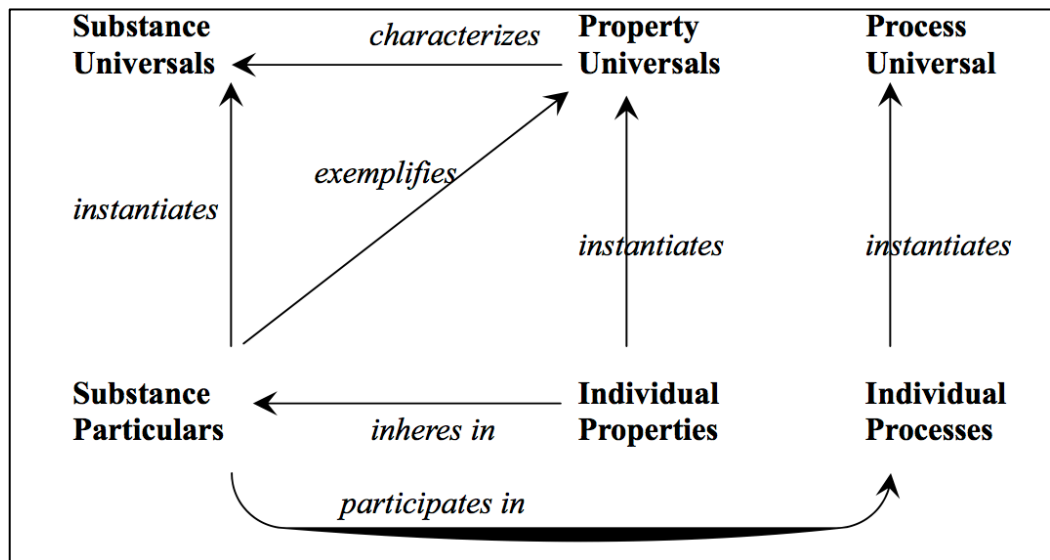 Substance
Universals
characterizes
Property
Universals
Process
Universal
exemplifies
instantiates
instantiates
instantiates
Substance
Particulars
inheres in
Individual
Properties
Individual
Processes
participates in